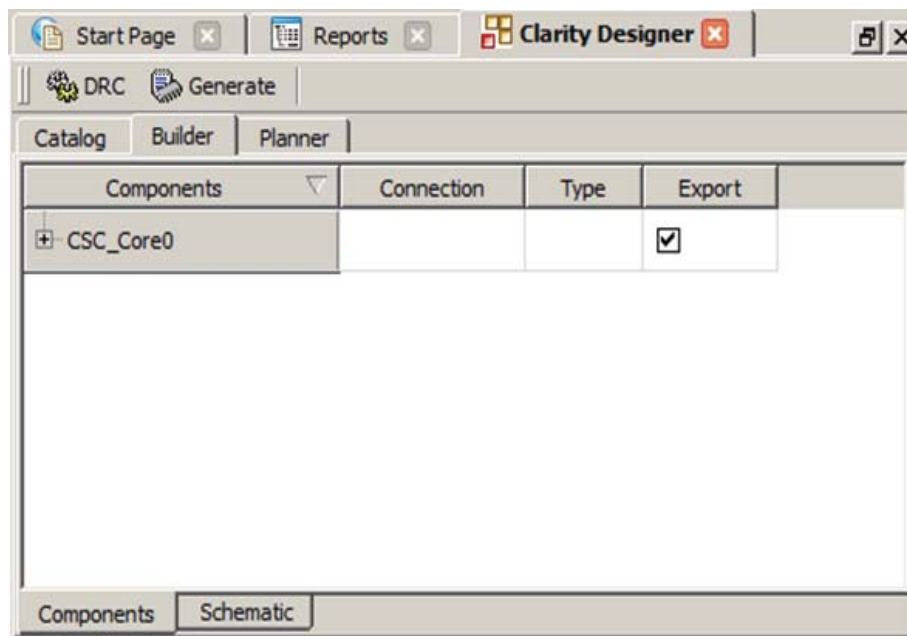 Start Page Reports Clarity Designer
DRC Generate
Catalog Builder Planner
Components Connection Type Export
CSC_Core0
Components Schematic